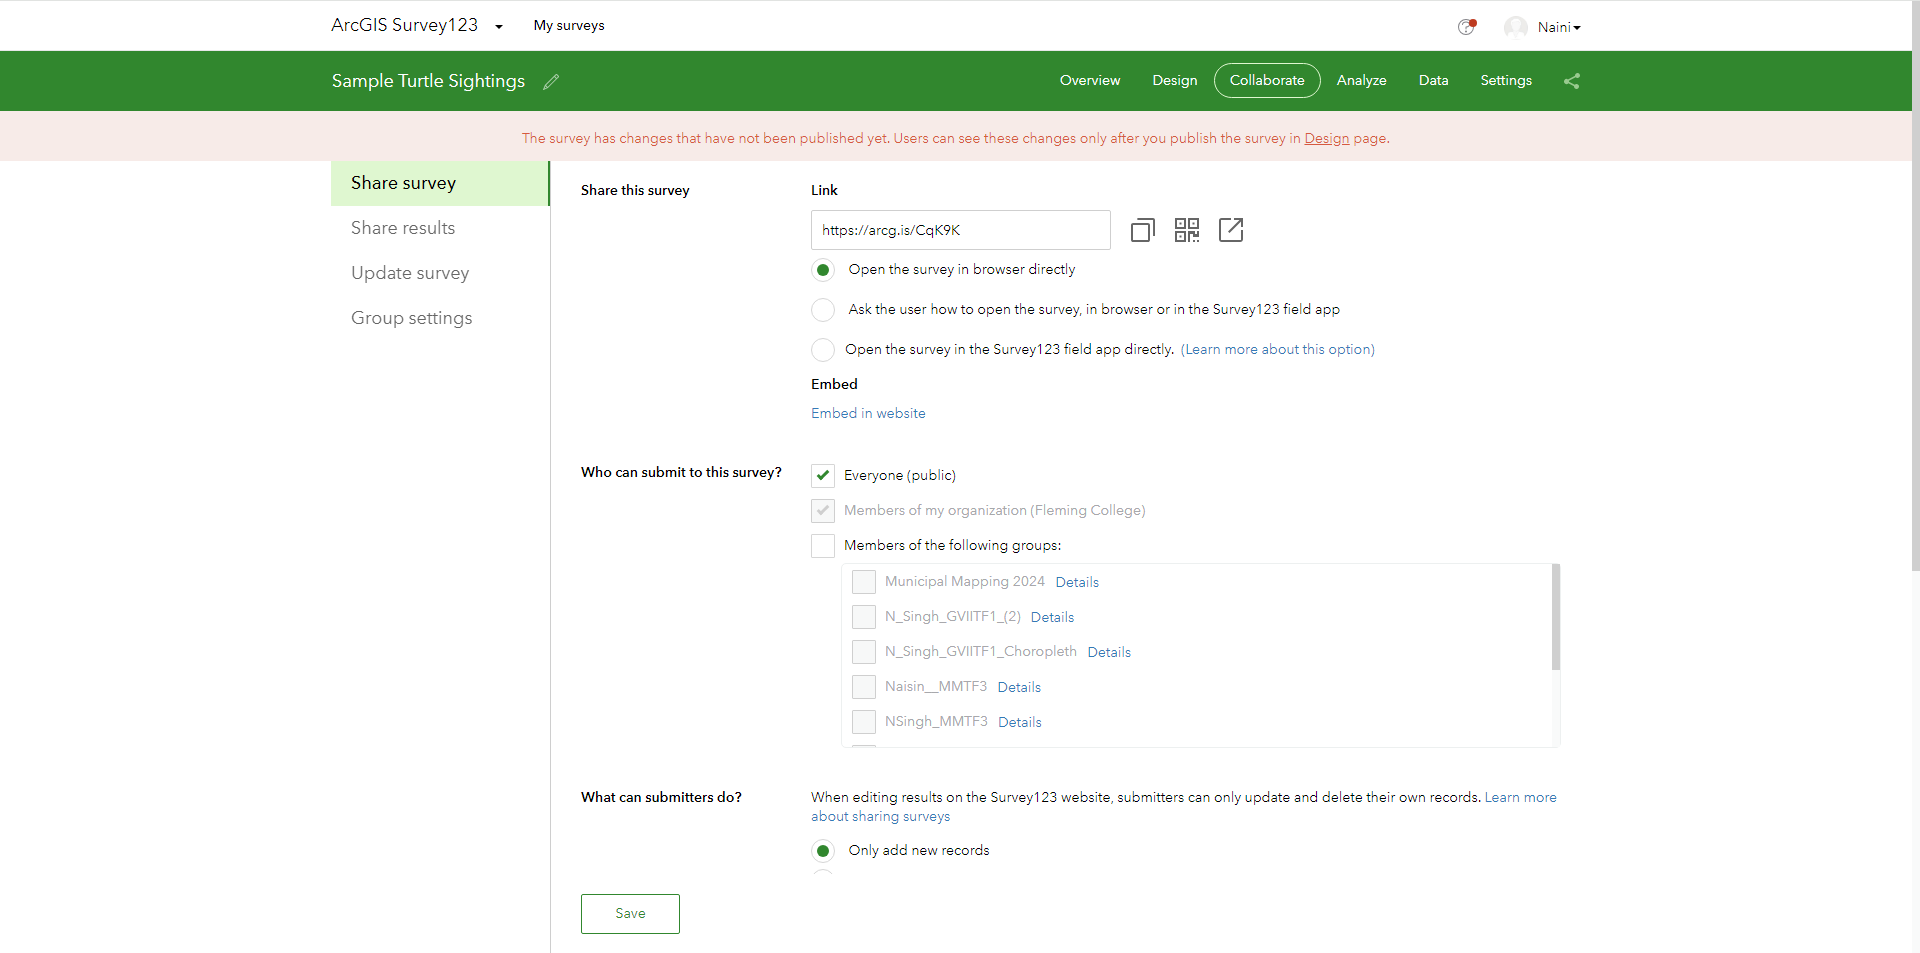 ArcGIS Survey123 My surveys Naini
Sample Turtle Sightings Overview Design Collaborate Analyze Data Settings
The survey has changes that have not been published yet. Users can see these changes only after you publish the survey in Design page.
Share survey
Share results
Update survey
Group settings
Share this survey
Link
https://arcg.is/CqK9K
Open the survey in browser directly
Ask the user how to open the survey, in browser or in the Survey123 field app
Open the survey in the Survey123 field app directly. (Learn more about this option)
Embed
Embed in website
Who can submit to this survey?
Everyone (public)
Members of my organization (Fleming College)
Members of the following groups:
Municipal Mapping 2024 Details
N_Singh_GVIITF1_(2) Details
N_Singh_GVIITF1_Choropleth Details
Naisin__MMTF3 Details
NSingh_MMTF3 Details
What can submitters do?
When editing results on the Survey123 website, submitters can only update and delete their own records. Learn more
about sharing surveys
Only add new records
Save